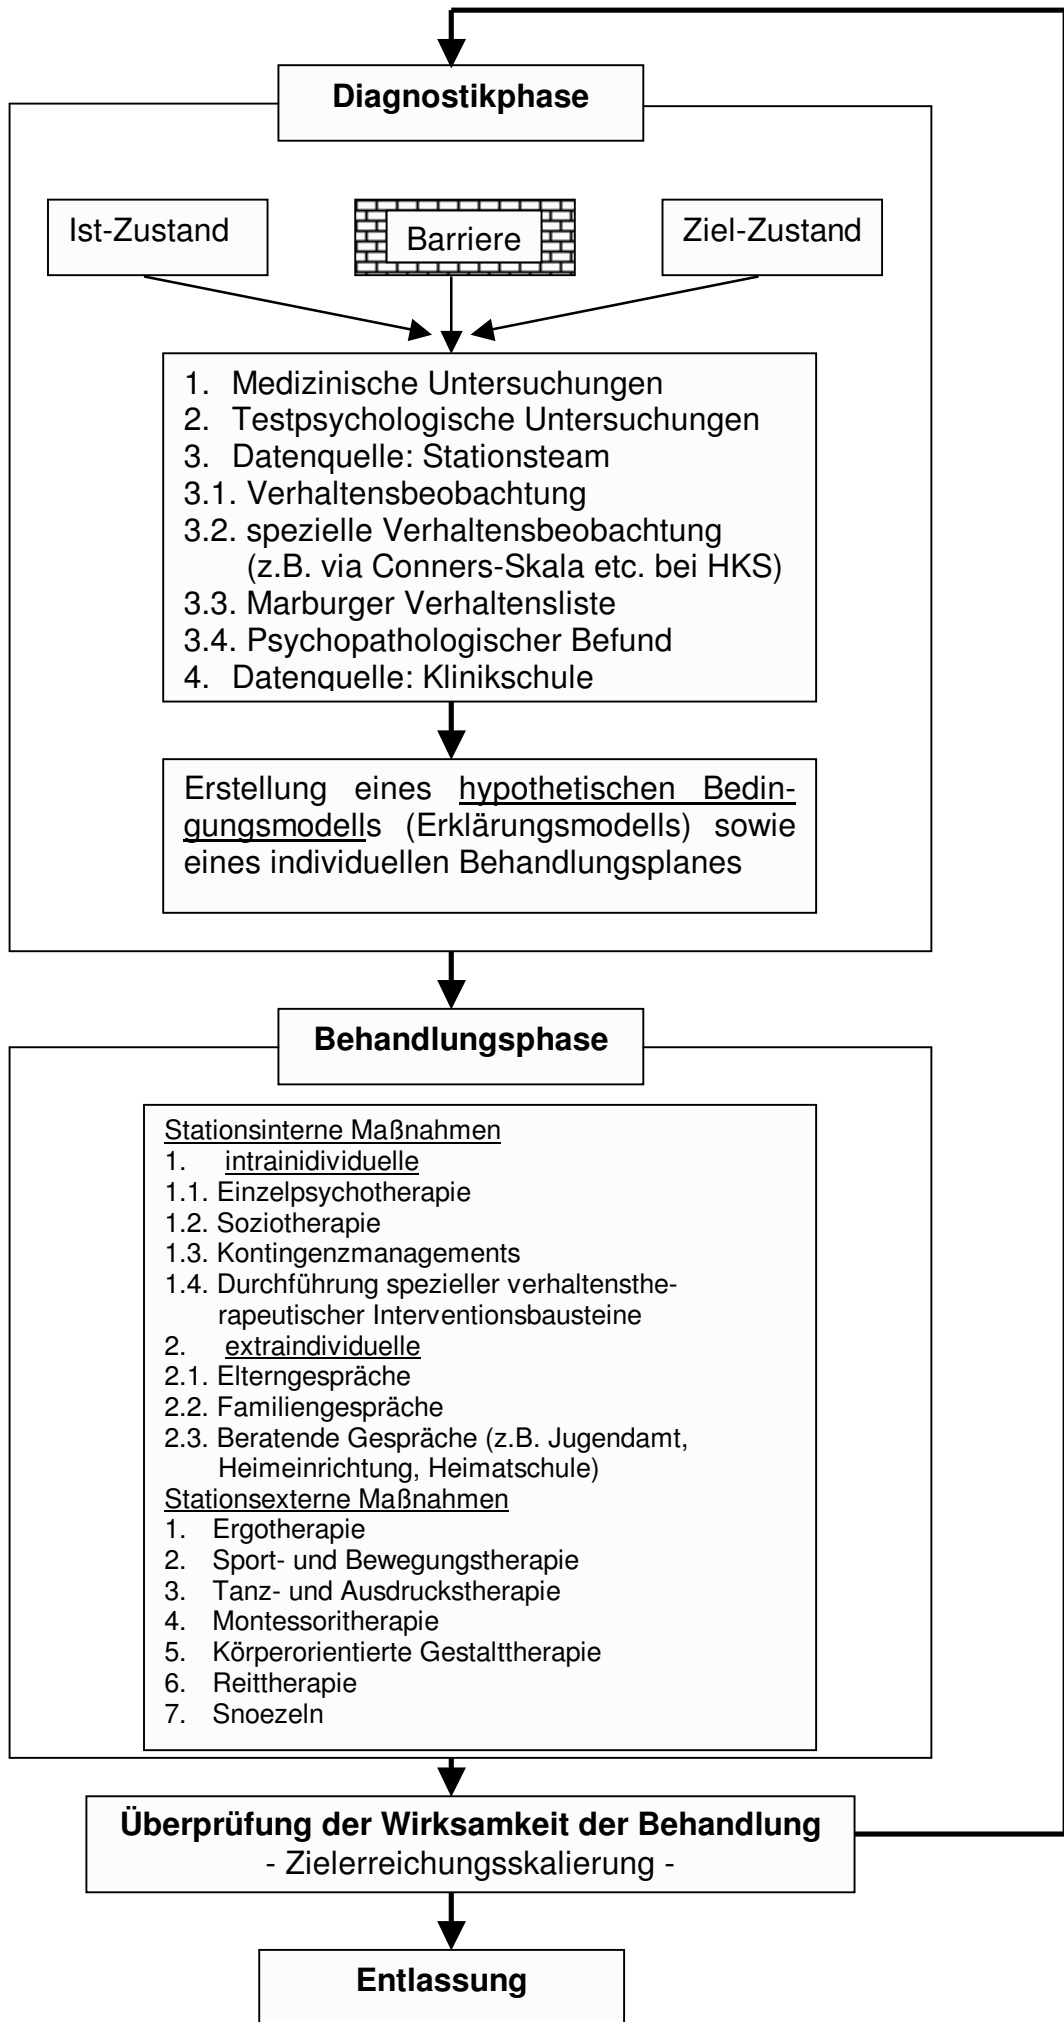 Diagnostikphase
Ist-Zustand
Barriere
Ziel-Zustand
1. Medizinische Untersuchungen
2. Testpsychologische Untersuchungen
3. Datenquelle: Stationsteam
3.1. Verhaltensbeobachtung
3.2. spezielle Verhaltensbeobachtung
(z.B. via Conners-Skala etc. bei HKS)
3.3. Marburger Verhaltensliste
3.4. Psychopathologischer Befund
4. Datenquelle: Klinikschule
Erstellung eines hypothetischen Bedin-
gungsmodells (Erklärungsmodells) sowie
eines individuellen Behandlungsplanes
Behandlungsphase
Stationsinterne Maßnahmen
1. intrainidividuelle
1.1. Einzelpsychotherapie
1.2. Soziotherapie
1.3. Kontingenzmanagements
1.4. Durchführung spezieller verhaltensthe-
rapeutischer Interventionsbausteine
2. extraindividuelle
2.1. Elterngespräche
2.2. Familiengespräche
2.3. Beratende Gespräche (z.B. Jugendamt,
Heimeinrichtung, Heimatschule)
Stationsexterne Maßnahmen
1. Ergotherapie
2. Sport- und Bewegungstherapie
3. Tanz- und Ausdruckstherapie
4. Montessoritherapie
5. Körperorientierte Gestalttherapie
6. Reittherapie
7. Snoezeln
Überprüfung der Wirksamkeit der Behandlung
- Zielerreichungsskalierung -
Entlassung